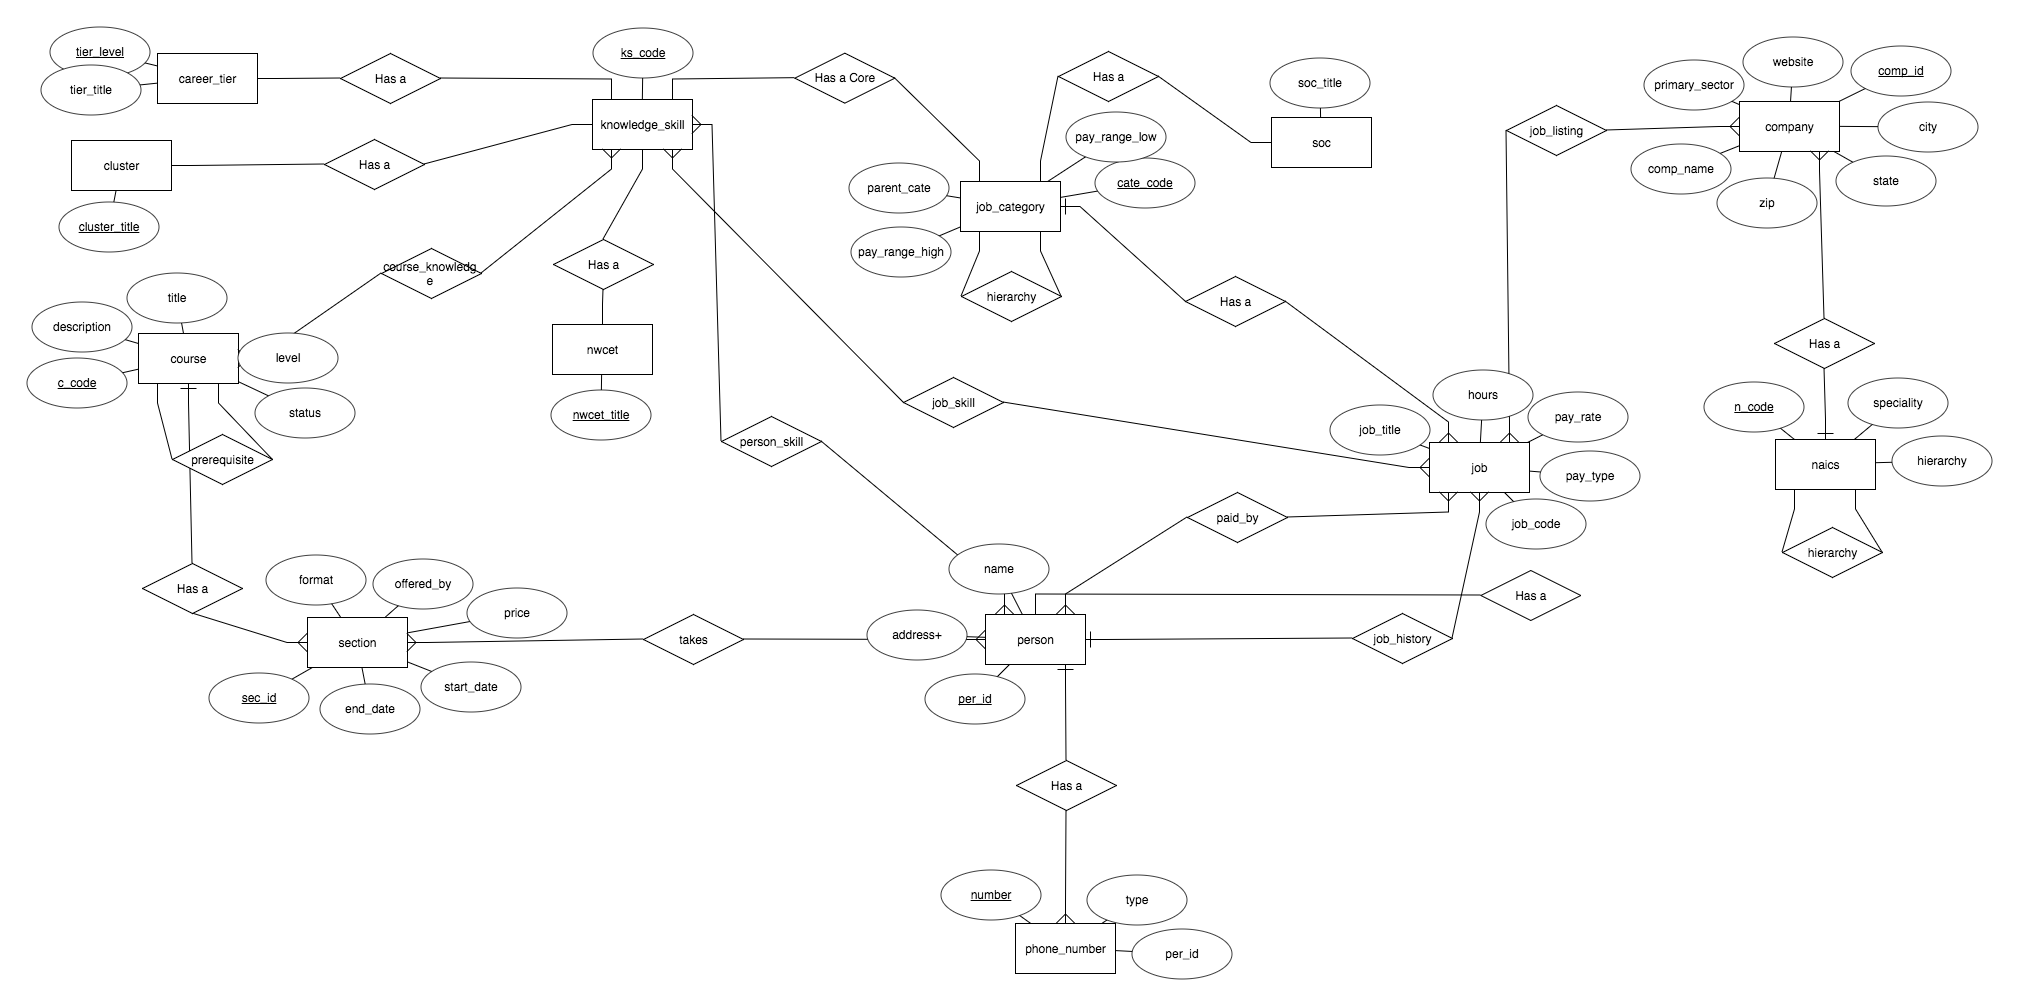 tier_level
tier_title
career_tier
Has a
ks_code
knowledge_skill
Has a Core
Has a
soc_title
soc
cluster
cluster_title
Has a
pay_range_low
cate_code
parent_cate
job_category
pay_range_high
hierarchy
website
comp_id
primary_sector
company
city
job_listing
comp_name
state
zip
course_knowledg
e
Has a
nwcet
nwcet_title
title
description
course
level
c_code
status
prerequisite
Has a
Has a
job_skill
person_skill
hours
pay_rate
job_title
job
pay_type
job_code
Has a
n_code
speciality
naics
hierarchy
hierarchy
paid_by
name
Has a
address+
person
job_history
per_id
takes
format
offered_by
price
section
sec_id
end_date
start_date
Has a
number
type
phone_number
per_id